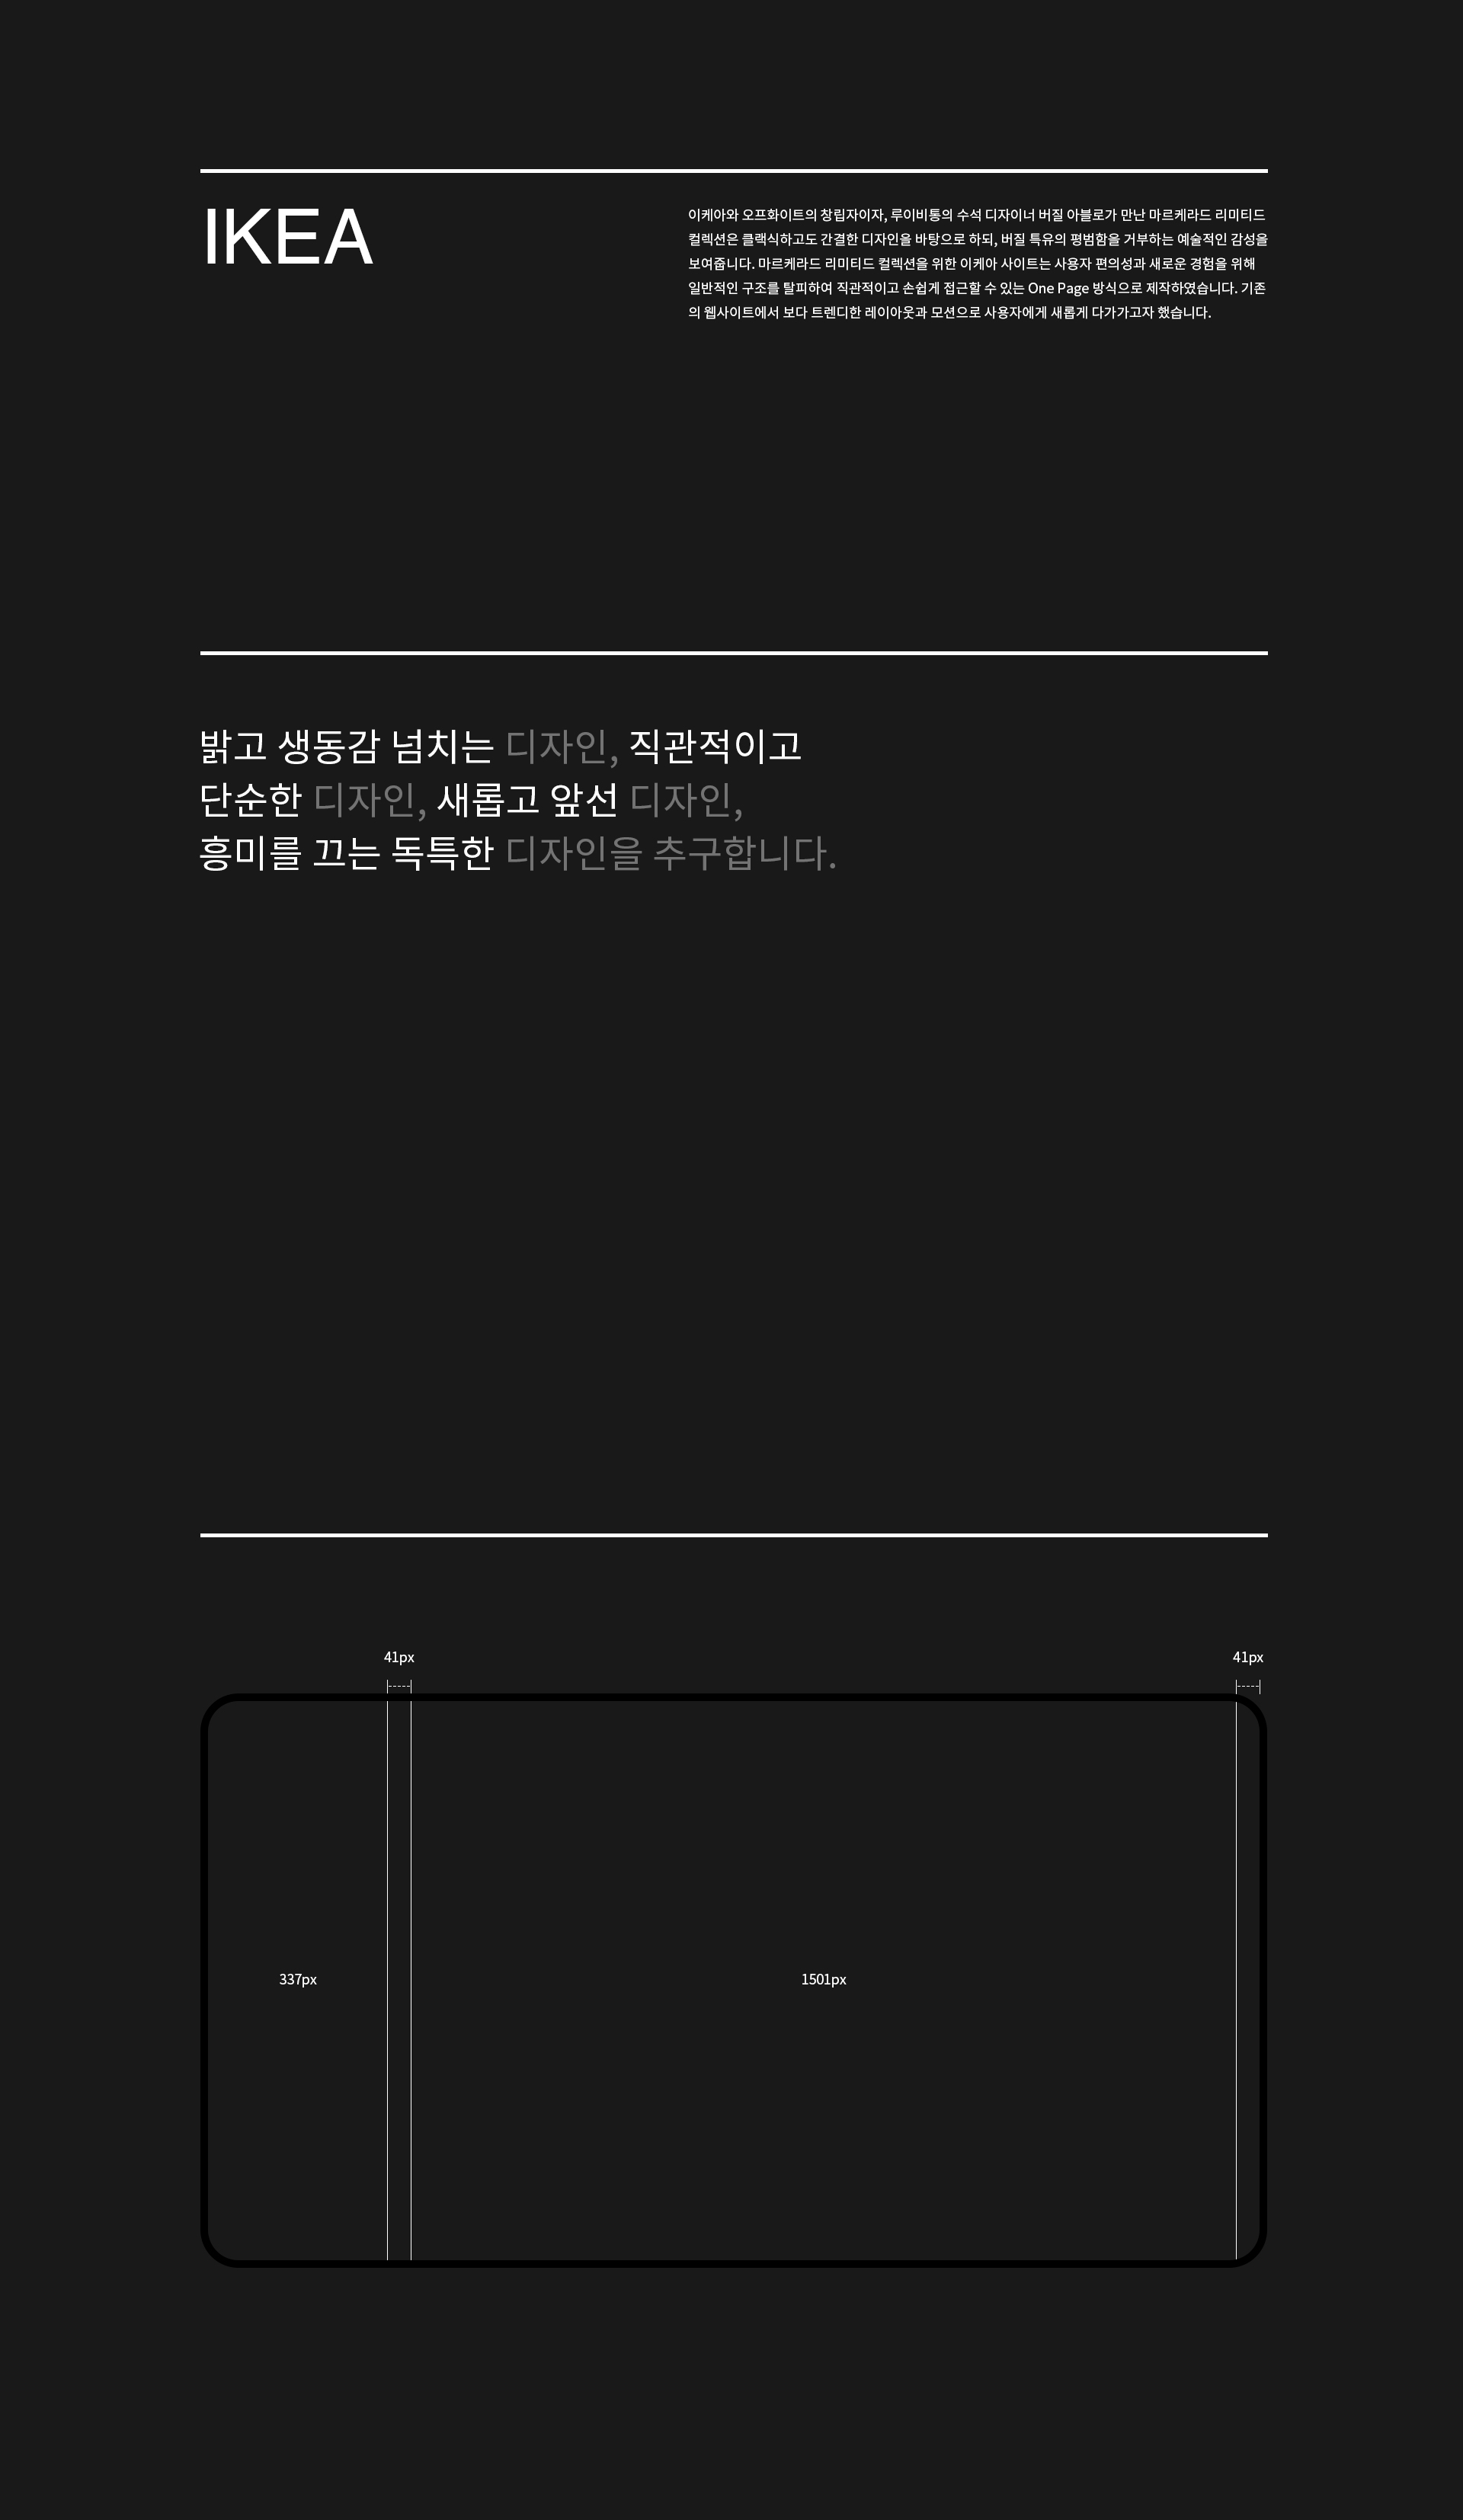 IKEA
이케아와 오프화이트의 창립자이자, 루이비통의 수석 디자이너 버질 아블로가 만난 마르케라드 리미티드
컬렉션은 클랙식하고도 간결한 디자인을 바탕으로 하되, 버질 특유의 평범함을 거부하는 예술적인 감성을
보여줍니다. 마르케라드 리미티드 컬렉션을 위한 이케아 사이트는 사용자 편의성과 새로운 경험을 위해
일반적인 구조를 탈피하여 직관적이고 손쉽게 접근할 수 있는 One Page 방식으로 제작하였습니다. 기존
의 웹사이트에서 보다 트렌디한 레이아웃과 모션으로 사용자에게 새롭게 다가가고자 했습니다.
밝고 생동감 넘치는 디자인, 직관적이고
단순한 디자인, 새롭고 앞선 디자인,
흥미를 끄는 독특한 디자인을 추구합니다.
41px
41px
337px
1501px